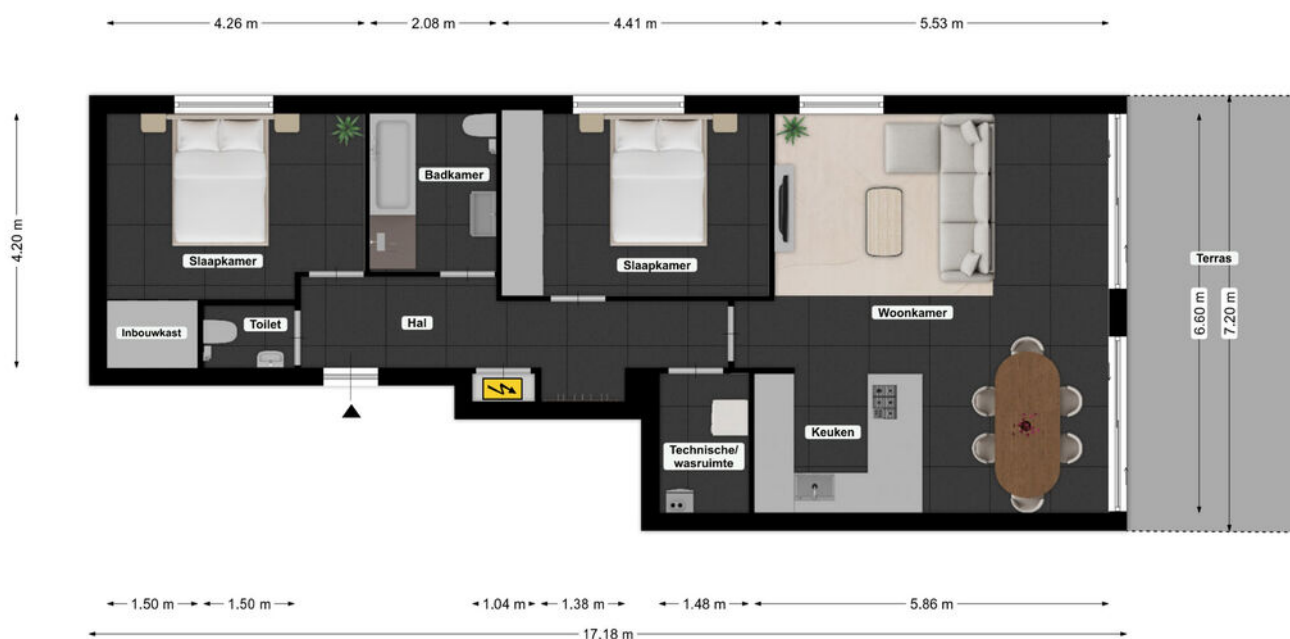 4.26 m
2.08 m
4.41 m
5.53 m
4.20 m
Badkamer
Slaapkamer
Slaapkamer
Terras
6.60 m
7.20 m
Inbouwkast
Toilet
Hal
Woonkamer
Keuken
Technische/
wasruimte
1.50 m
1.50 m
1.04 m
1.38 m
1.48 m
5.86 m
17.18 m